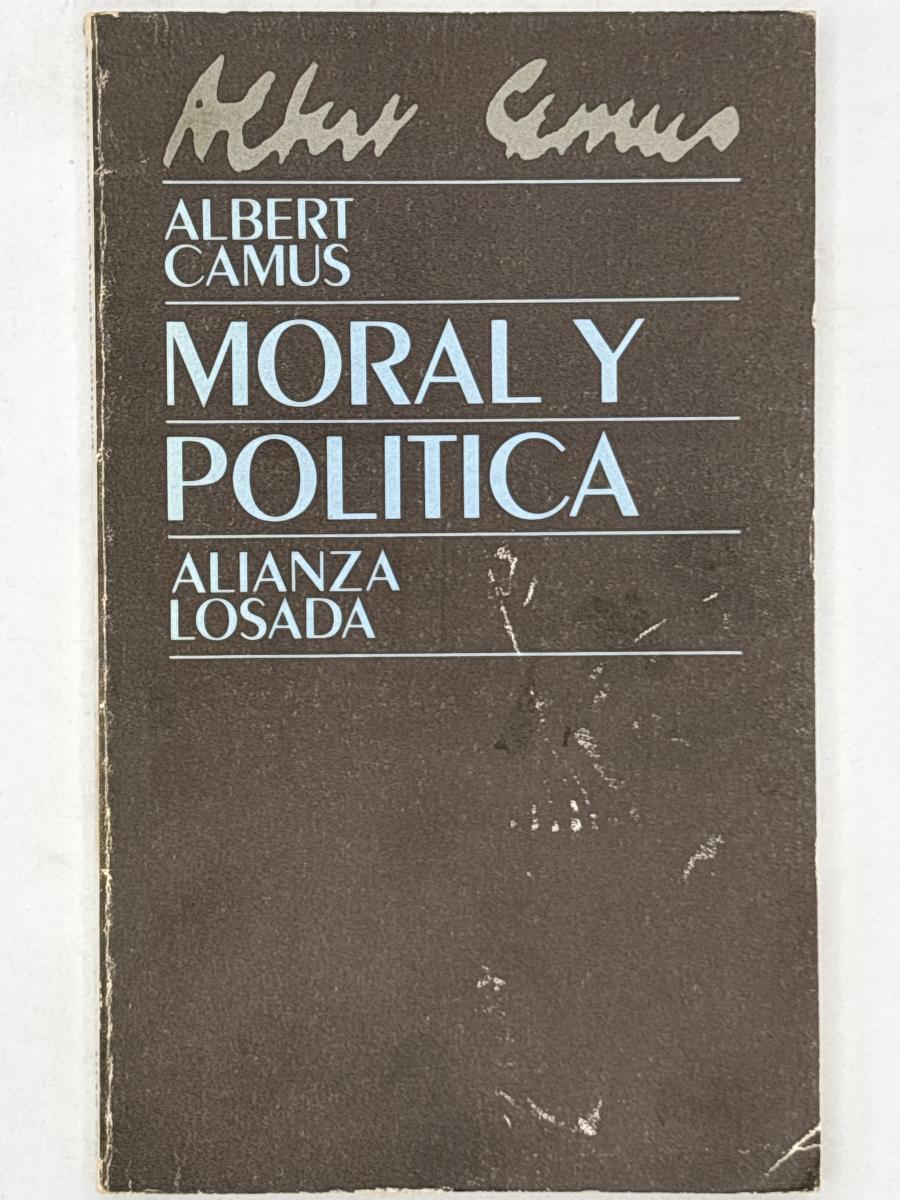 Albert Camus
ALBERT
CAMUS
MORAL Y
POLITICA
ALIANZA
LOSADA